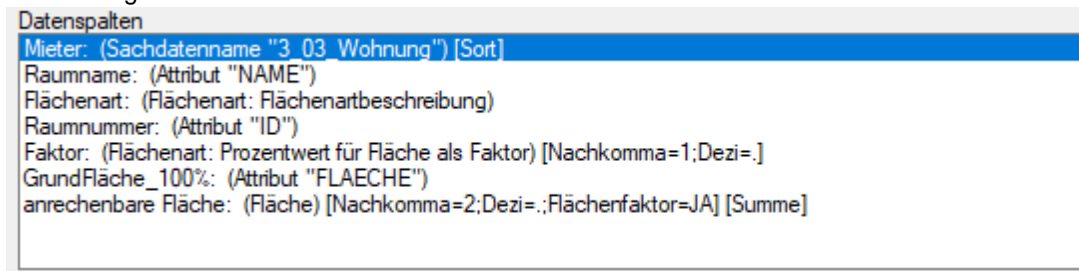 Datenspalten
Mieter: (Sachdatenname "3_03_Wohnung") [Sort]
Raumname: (Attribut "NAME")
Flächenart: (Flächenart: Flächenartbeschreibung)
Raumnummer: (Attribut "ID")
Faktor: (Flächenart: Prozentwert für Fläche als Faktor) [Nachkomma=1;Dezi=.]
GrundFläche_100%: (Attribut "FLAECHE")
anrechenbare Fläche: (Fläche) [Nachkomma=2;Dezi=.;Flächenfaktor=JA] [Summe]